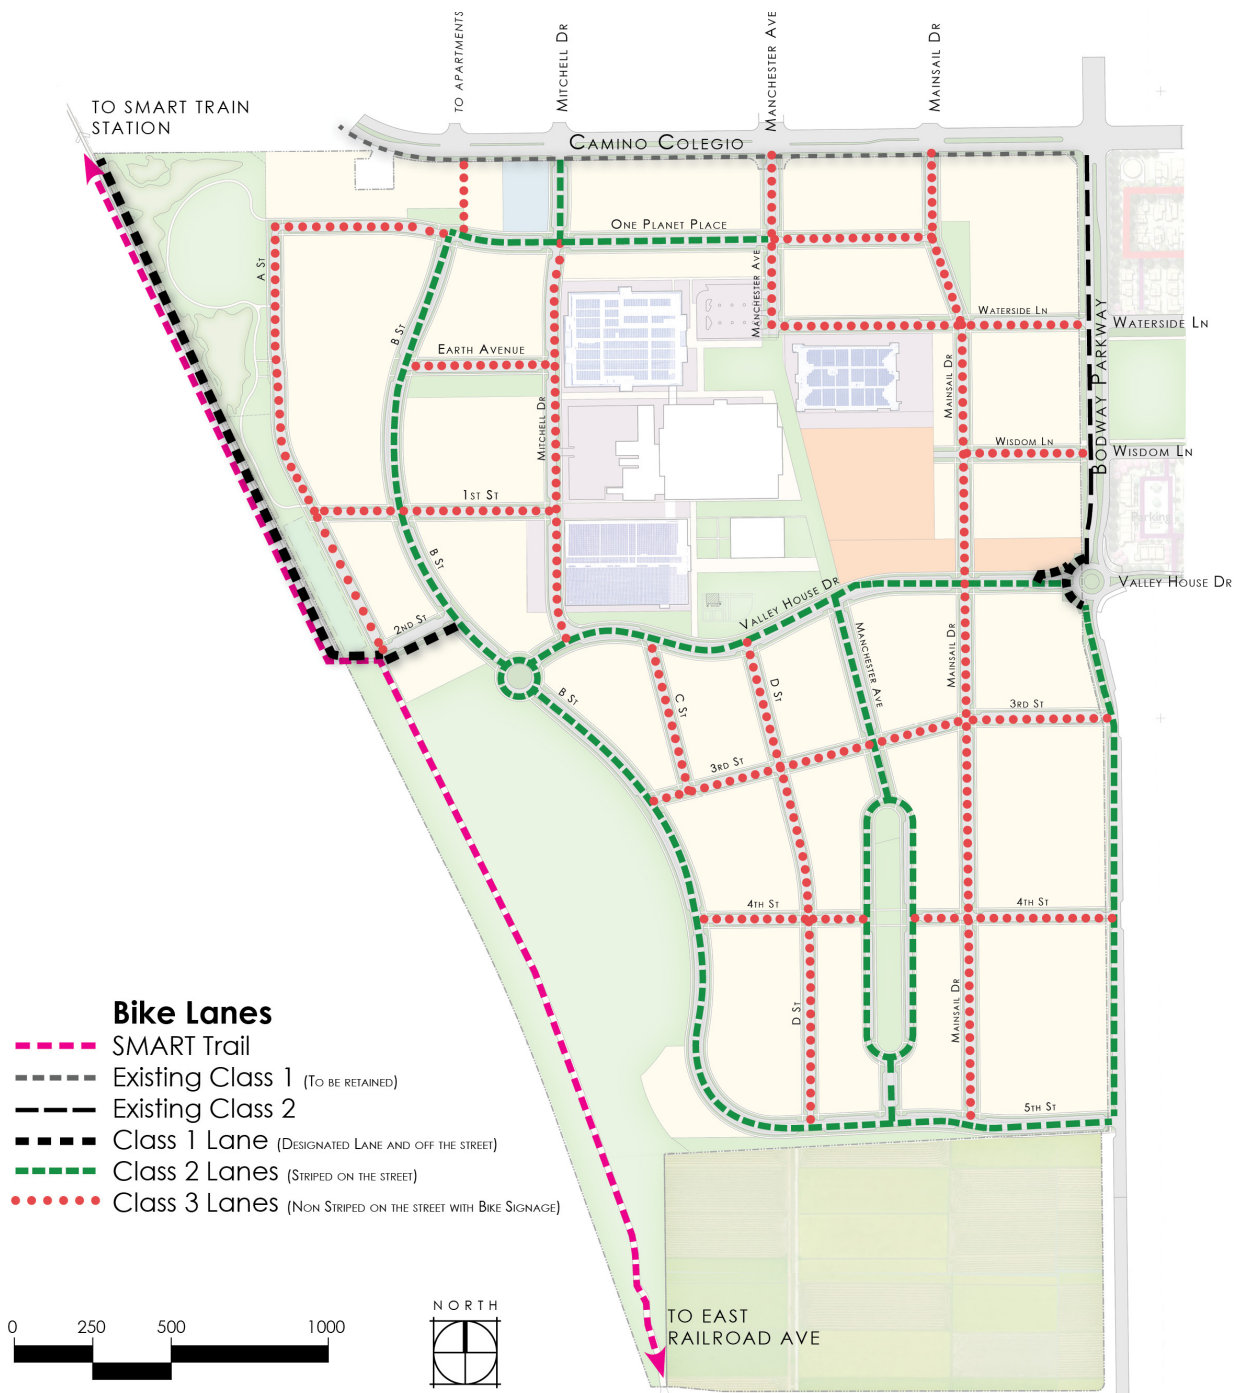 TO APARTMENTS
MITCHELL DR
MANCHESTER AVE
MAINSAIL DR
TO SMART TRAIN
STATION
CAMINO COLEGIO
ONE PLANET PLACE
A ST
MANCHESTER AVE
B ST
WATERSIDE LN
WATERSIDE LN
EARTH AVENUE
MITCHELL DR
MAINSAIL DR
BODWAY PARKWAY
WISDOM LN
WISDOM LN
1ST ST
Parking
B ST
VALLEY HOUSE DR
VALLEY HOUSE DR
2ND ST
MANCHESTER AVE
MAINSAIL DR
B ST
C ST
D ST
3RD ST
3RD ST
4TH ST
4TH ST
D ST
MAINSAIL DR
5TH ST
Bike Lanes
SMART Trail
Existing Class 1 (TO BE RETAINED)
Existing Class 2
Class 1 Lane (DESIGNATED LANE AND OFF THE STREET)
Class 2 Lanes (STRIPED ON THE STREET)
Class 3 Lanes (NON STRIPED ON THE STREET WITH BIKE SIGNAGE)
0 250 500 1000
NORTH
TO EAST
RAILROAD AVE